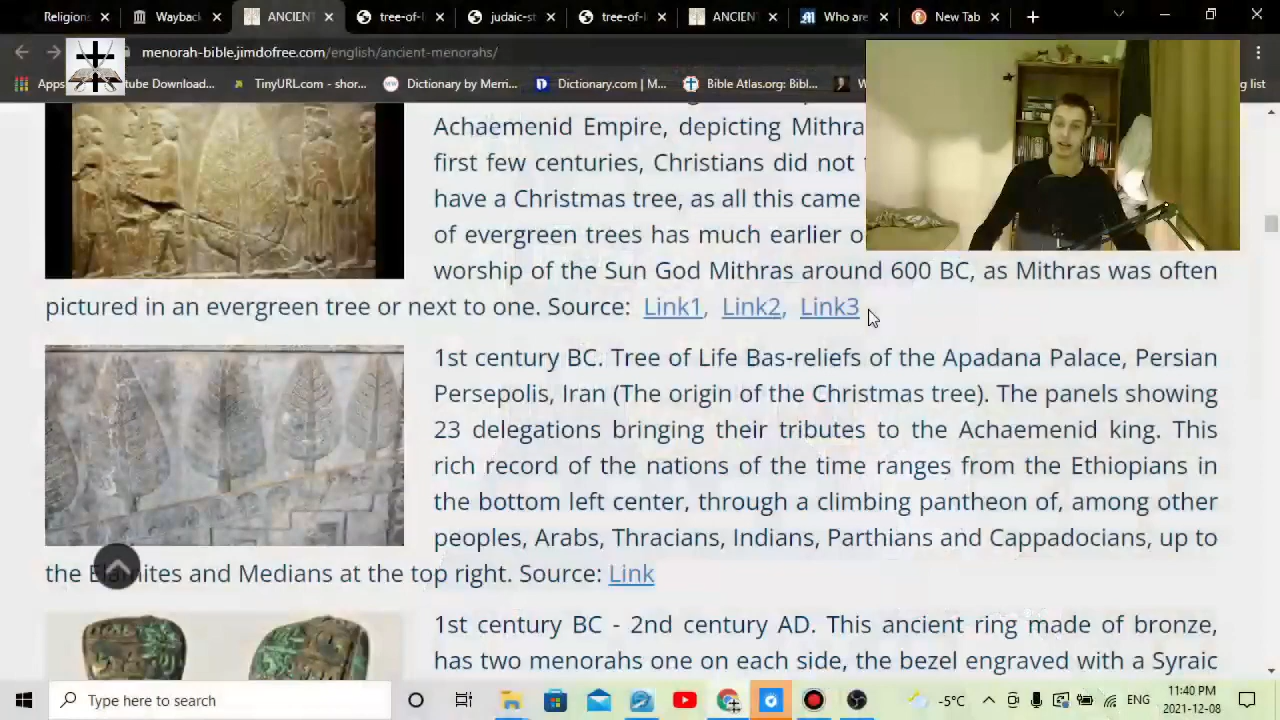 Religions
Wayback
ANCIENT
tree-of-l
judaic-st
tree-of-l
ANCIENT
Who are
New Tab
menorah-bible.jimdofree.com/english/ancient-menorahs/
Apps
tube Download...
TinyURL.com - shor...
Dictionary by Merri...
Dictionary.com | M...
Bible Atlas.org: Bibl...
ng list
Achaemenid Empire, depicting Mithra
first few centuries, Christians did not
have a Christmas tree, as all this came
of evergreen trees has much earlier o
worship of the Sun God Mithras around 600 BC, as Mithras was often
pictured in an evergreen tree or next to one. Source: Link1, Link2, Link3
1st century BC. Tree of Life Bas-reliefs of the Apadana Palace, Persian
Persepolis, Iran (The origin of the Christmas tree). The panels showing
23 delegations bringing their tributes to the Achaemenid king. This
rich record of the nations of the time ranges from the Ethiopians in
the bottom left center, through a climbing pantheon of, among other
peoples, Arabs, Thracians, Indians, Parthians and Cappadocians, up to
the Elamites and Medians at the top right. Source: Link
1st century BC - 2nd century AD. This ancient ring made of bronze,
has two menorahs one on each side, the bezel engraved with a Syraic
Type here to search
-5°C
ENG
11:40 PM
2021-12-08